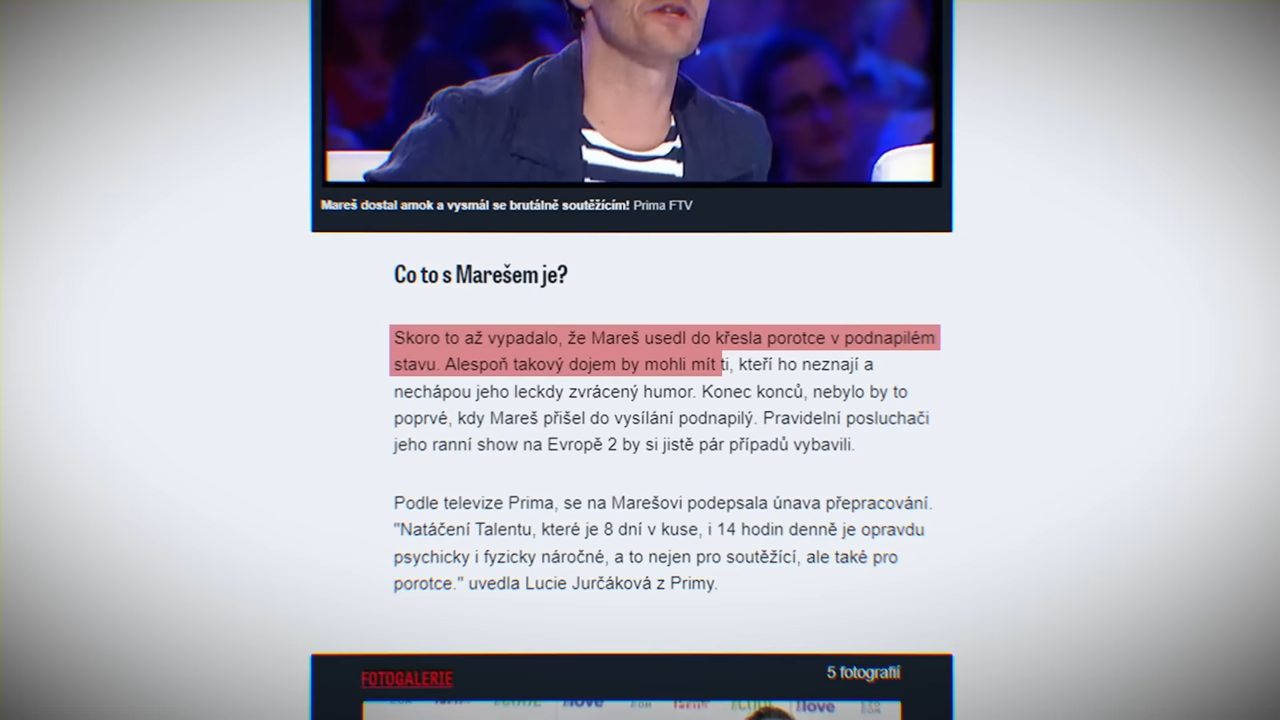 Mareš dostal amok a vysmál se brutálně soutěžícím! Prima FTV
Co to s Marešem je?
Skoro to až vypadalo, že Mareš usedl do křesla porotce v podnapilém
stavu. Alespoň takový dojem by mohli mít ti, kteří ho neznají a
nechápou jeho leckdy zvrácený humor. Konec konců, nebylo by to
poprvé, kdy Mareš přišel do vysílání podnapilý. Pravidelní posluchači
jeho ranní show na Evropě 2 by si jistě pár případů vybavili.
Podle televize Prima, se na Marešovi podepsala únava přepracování.
"Natáčení Talentu, které je 8 dní v kuse, i 14 hodin denně je opravdu
psychicky i fyzicky náročné, a to nejen pro soutěžící, ale také pro
porotce." uvedla Lucie Jurčáková z Primy.
FOTOGALERIE
5 fotografií